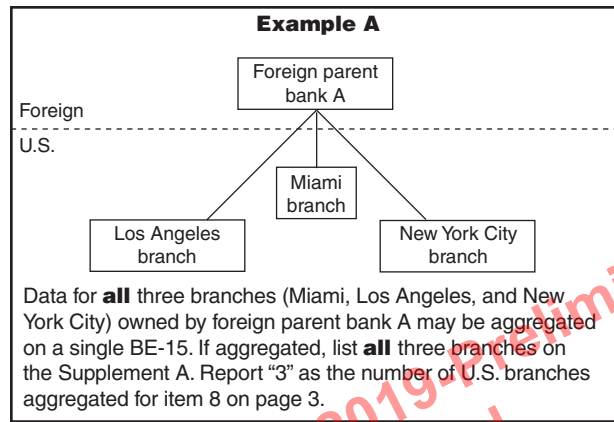 Example A
Foreign parent
bank A
Foreign
U.S.
Miami
branch
Los Angeles
branch
New York City
branch
Data for all three branches (Miami, Los Angeles, and New
York City) owned by foreign parent bank A may be aggregated
on a single BE-15. If aggregated, list all three branches on
the Supplement A. Report “3” as the number of U.S. branches
aggregated for item 8 on page 3.
2019-Prelimi